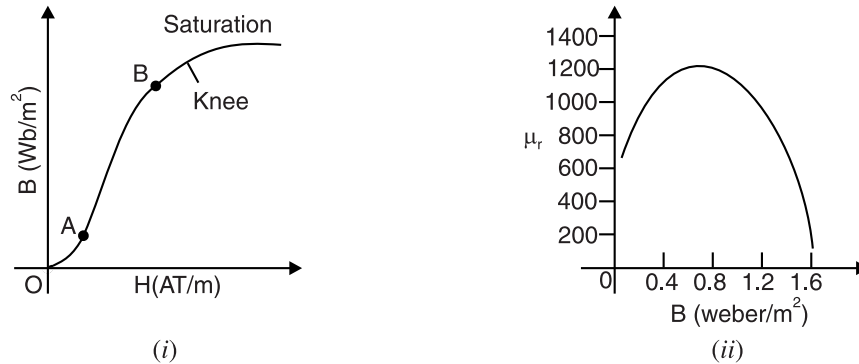 Saturation
B
Knee
A
B (Wb/m²)
O
H(AT/m)
(i)
1400
1200
1000
μr
800
600
400
200
0
0.4 0.8 1.2 1.6
B (weber/m²)
(ii)